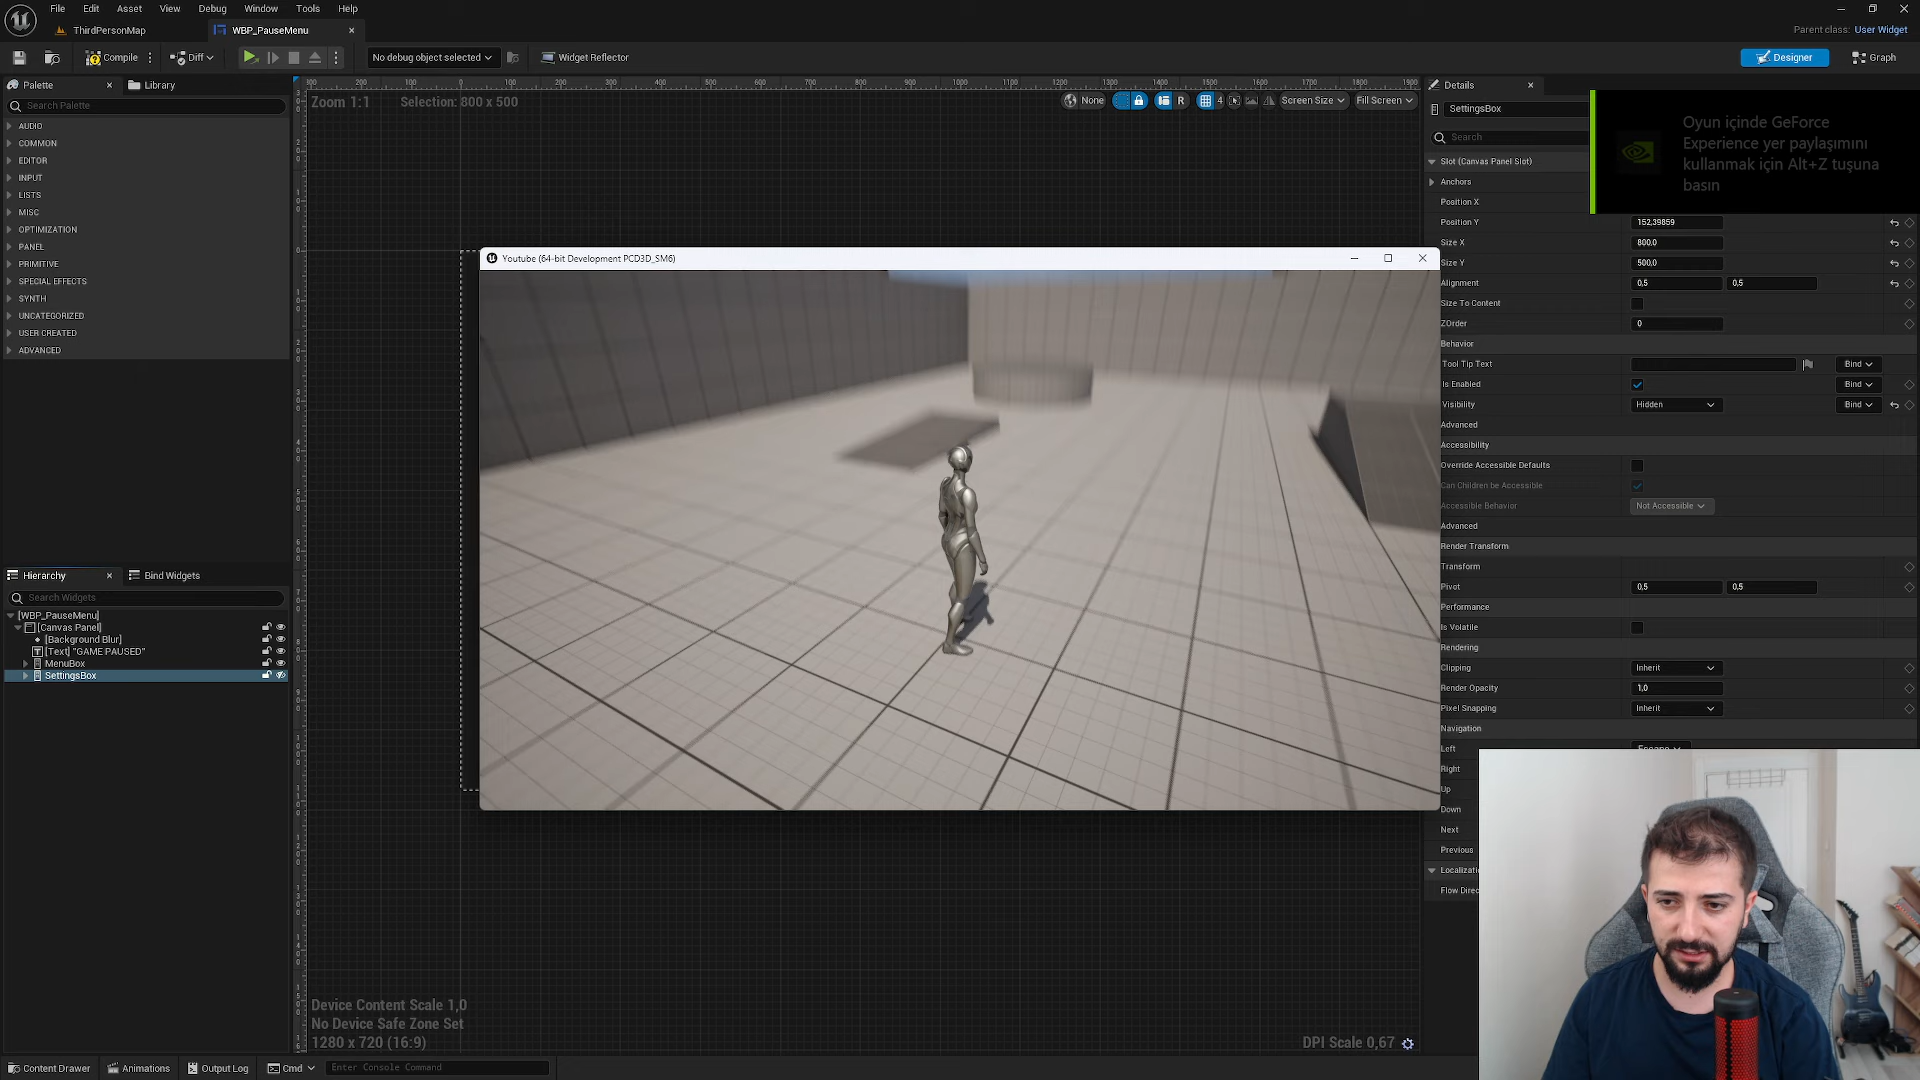 File Edit Asset View Debug Window Tools Help
ThirdPersonMap
WBP_PauseMenu
Parent class: User Widget
Compile
Diff
No debug object selected
Widget Reflector
Designer
Graph
Palette
Library
Search Palette
AUDIO
COMMON
EDITOR
INPUT
LISTS
MISC
OPTIMIZATION
PANEL
PRIMITIVE
SPECIAL EFFECTS
SYNTH
UNCATEGORIZED
USER CREATED
ADVANCED
Hierarchy
Bind Widgets
Search Widgets
[WBP_PauseMenu]
[Canvas Panel]
[Background Blur]
[Text] "GAME PAUSED"
MenuBox
SettingsBox
Zoom 1:1
Selection: 800 x 500
None
R
4
Screen Size
Fill Screen
Youtube (64-bit Development PCD3D_SM6)
Device Content Scale 1,0
No Device Safe Zone Set
1280 x 720 (16:9)
DPI Scale 0,67
Details
SettingsBox
Search
Oyun içinde GeForce
Experience yer paylaşımını
kullanmak için Alt+Z tuşuna
basın
Slot (Canvas Panel Slot)
Anchors
Position X
Position Y 152,39859
Size X 800,0
Size Y 500,0
Alignment 0,5 0,5
Size To Content
ZOrder 0
Behavior
Tool Tip Text Bind
Is Enabled Bind
Visibility Hidden Bind
Advanced
Accessibility
Override Accessible Defaults
Can Children be Accessible
Accessible Behavior Not Accessible
Advanced
Render Transform
Transform
Pivot 0,5 0,5
Performance
Is Volatile
Rendering
Clipping Inherit
Render Opacity 1,0
Pixel Snapping Inherit
Navigation
Left Escape
Right
Up
Down
Next
Previous
Localizati
Flow Direc
Content Drawer
Animations
Output Log
Cmd
Enter Console Command